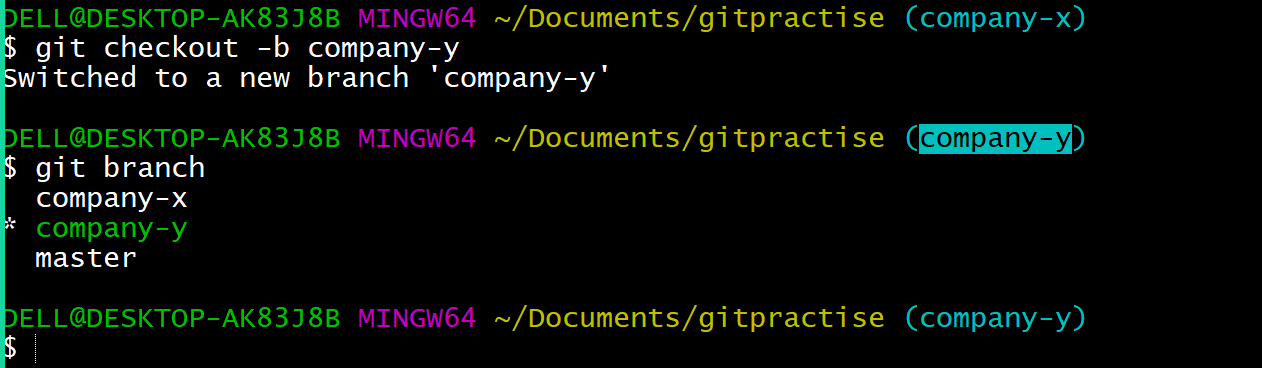 DELL@DESKTOP-AK83J8B MINGW64 ~/Documents/gitpractise (company-x)
$ git checkout -b company-y
Switched to a new branch 'company-y'
DELL@DESKTOP-AK83J8B MINGW64 ~/Documents/gitpractise (company-y)
$ git branch
  company-x
* company-y
  master
DELL@DESKTOP-AK83J8B MINGW64 ~/Documents/gitpractise (company-y)
$